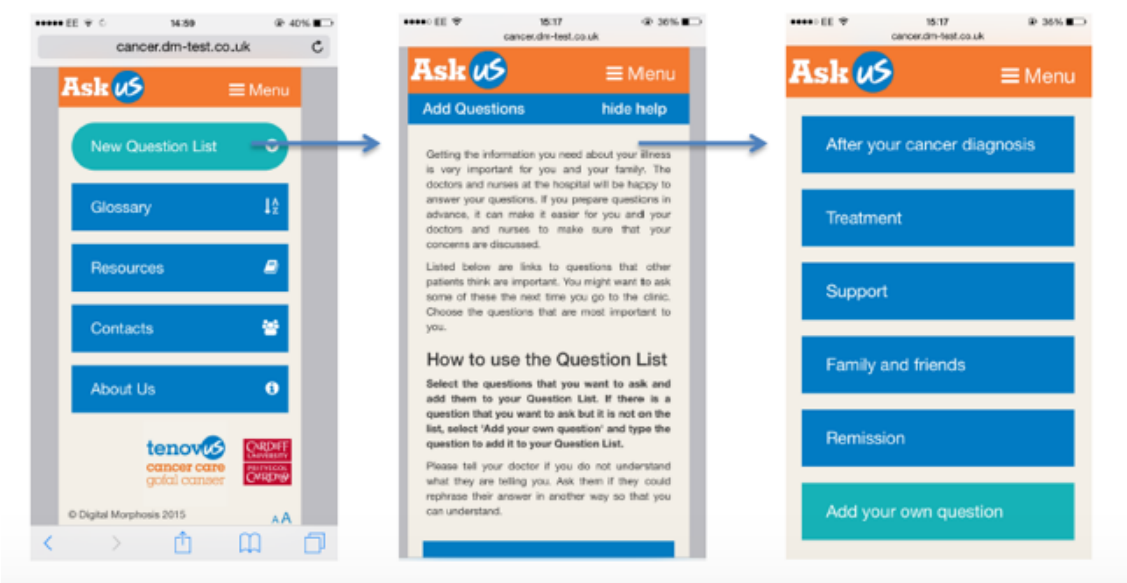 EE 14:59 40%
cancer.dm-test.co.uk
Ask us
Menu
New Question List
Glossary
Resources
Contacts
About Us
tenovus
cancer care
gofal canser
CARDIFF
UNIVERSITY
PRIFYSGOL
CAERDYDD
© Digital Morphosis 2015
AA
EE 15:17 36%
cancer.dm-test.co.uk
Ask us
Menu
Add Questions hide help
Getting the information you need about your illness
is very important for you and your family. The
doctors and nurses at the hospital will be happy to
answer your questions. If you prepare questions in
advance, it can make it easier for you and your
doctors and nurses to make sure that your
concerns are discussed.
Listed below are links to questions that other
patients think are important. You might want to ask
some of these the next time you go to the clinic.
Choose the questions that are most important to
you.
How to use the Question List
Select the questions that you want to ask and
add them to your Question List. If there is a
question that you want to ask but it is not on the
list, select 'Add your own question' and type the
question to add it to your Question List.
Please tell your doctor if you do not understand
what they are telling you. Ask them if they could
rephrase their answer in another way so that you
can understand.
EE 15:17 36%
cancer.dm-test.co.uk
Ask us
Menu
After your cancer diagnosis
Treatment
Support
Family and friends
Remission
Add your own question